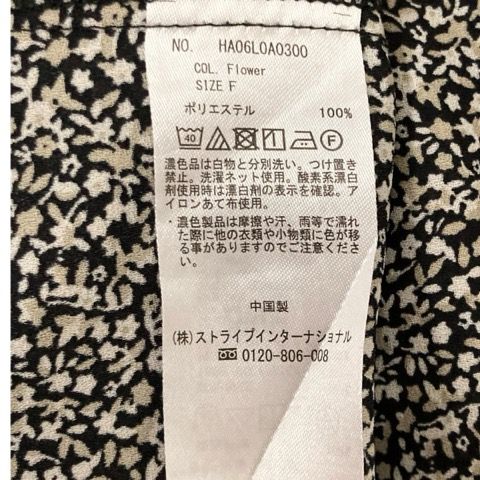 NO. HA06L0A0300
COL. Flower
SIZE F
ポリエステル 100%
40 F
濃色品は白物と分別洗い。つけ置き
禁止。洗濯ネット使用。酸素系漂白
剤使用時は漂白剤の表示を確認。ア
イロンあて布使用。
・濃色製品は摩擦や汗、雨等で濡れ
た際に他の衣類や小物類に色が移
る事がありますのでご注意くださ
い。
中国製
(株)ストライプインターナショナル
0120-806-008